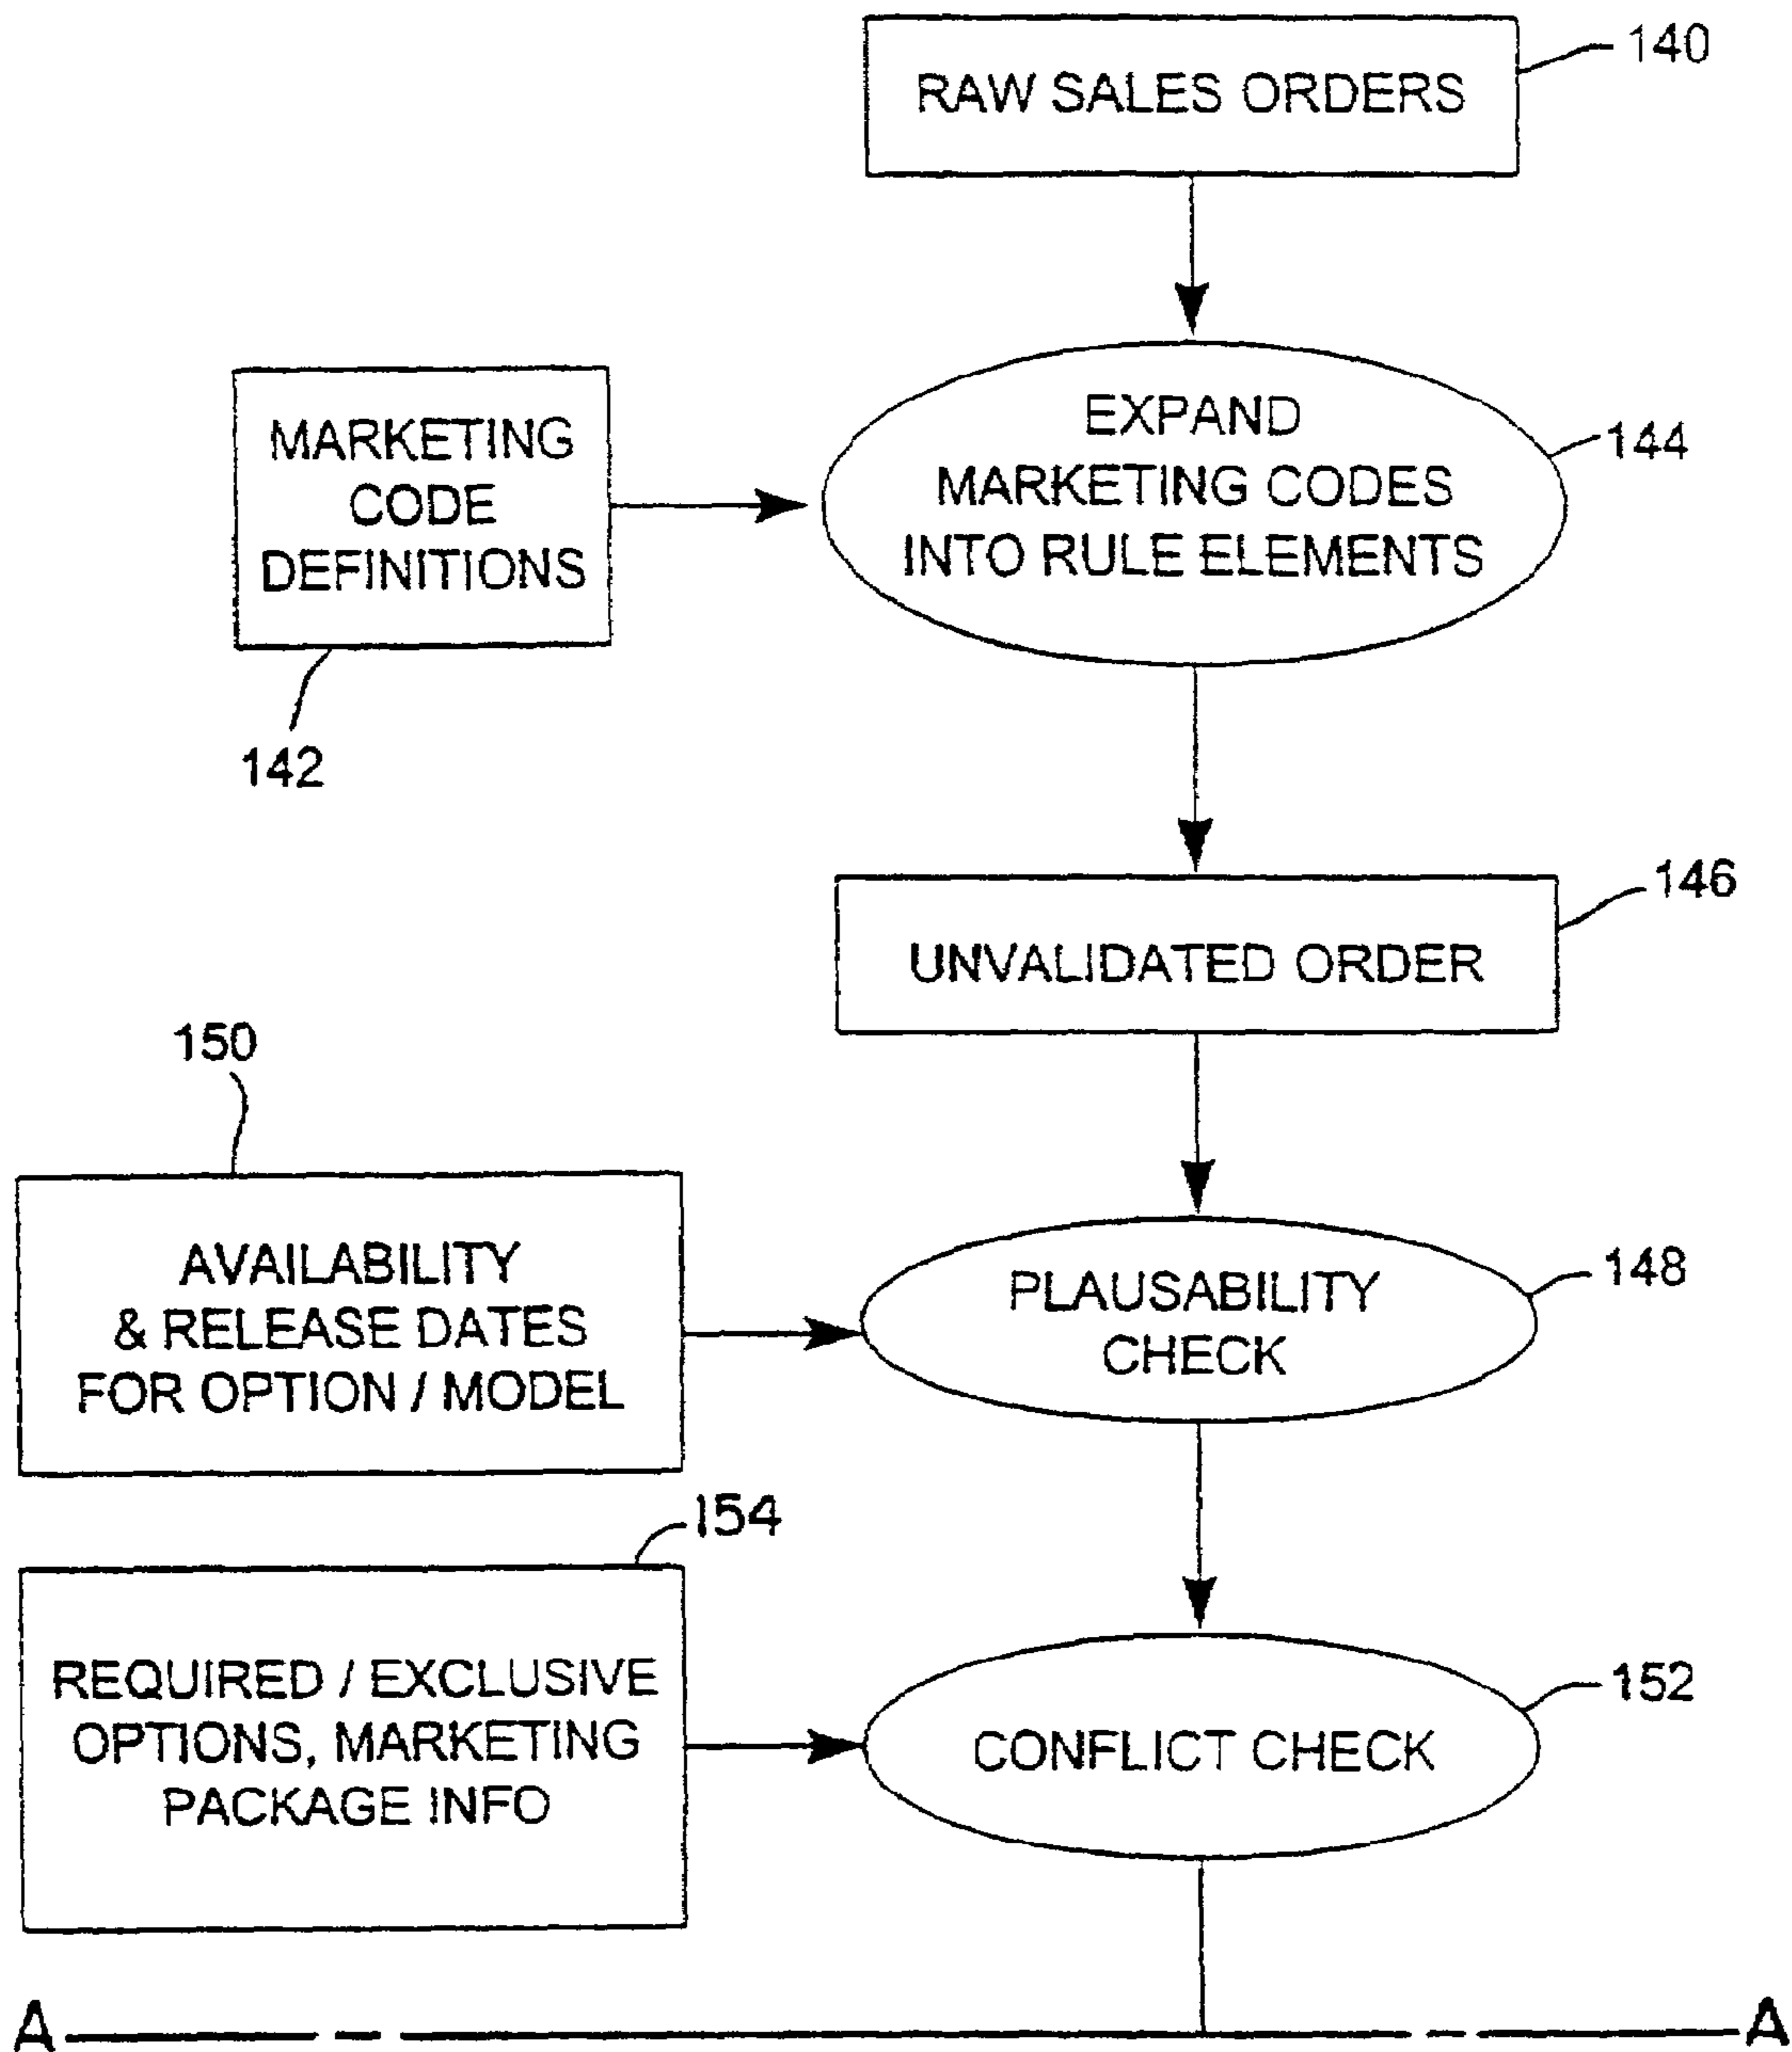 RAW SALES ORDERS
140
MARKETING
CODE
DEFINITIONS
142
EXPAND
MARKETING CODES
INTO RULE ELEMENTS
144
UNVALIDATED ORDER
146
150
AVAILABILITY
& RELEASE DATES
FOR OPTION / MODEL
PLAUSABILITY
CHECK
148
154
REQUIRED / EXCLUSIVE
OPTIONS, MARKETING
PACKAGE INFO
CONFLICT CHECK
152
A
A